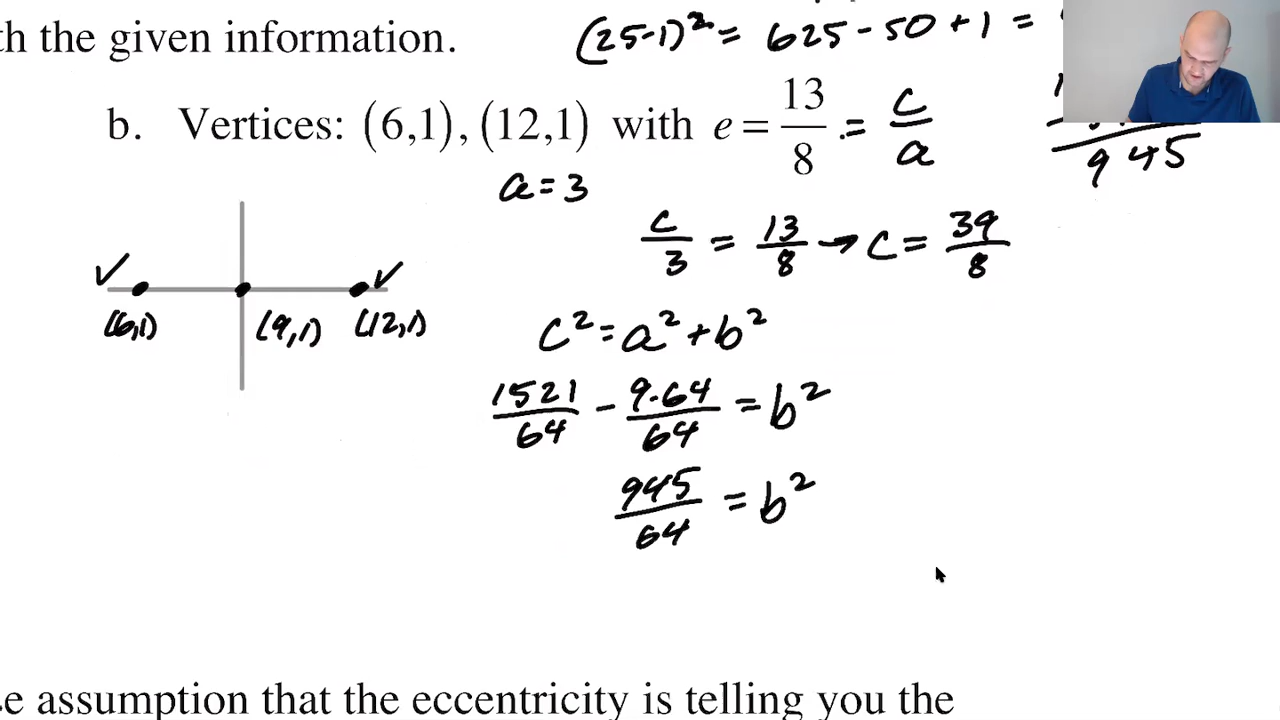 th the given information.
(25-1)² = 625 - 50 + 1 =
b. Vertices: (6,1), (12,1) with e = 13/8 = c/a
945
a = 3
c/3 = 13/8 → c = 39/8
✓ ✓
(6,1) (9,1) (12,1)
c² = a² + b²
1521/64 - 9·64/64 = b²
945/64 = b²
e assumption that the eccentricity is telling you the